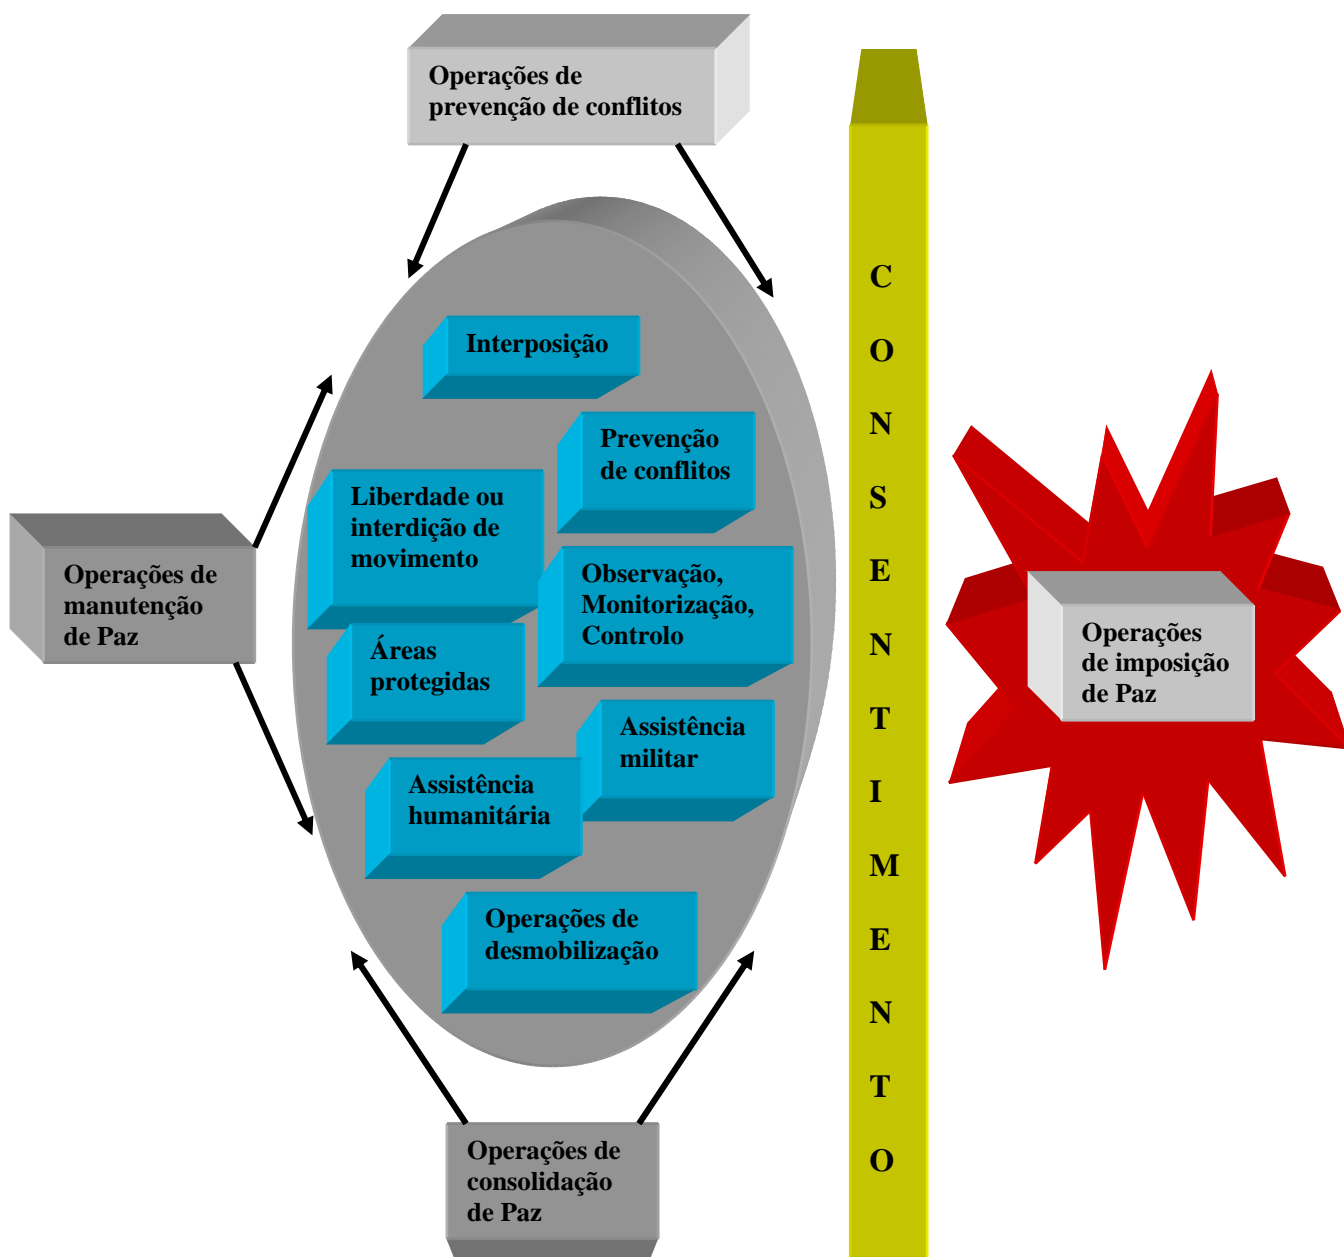 Operações de
prevenção de conflitos
Interposição
Prevenção
de conflitos
Liberdade ou
interdição de
movimento
Observação,
Monitorização,
Controlo
Áreas
protegidas
Assistência
militar
Assistência
humanitária
Operações de
desmobilização
Operações de
manutenção
de Paz
Operações de
consolidação
de Paz
C
O
N
S
E
N
T
I
M
E
N
T
O
Operações
de imposição
de Paz